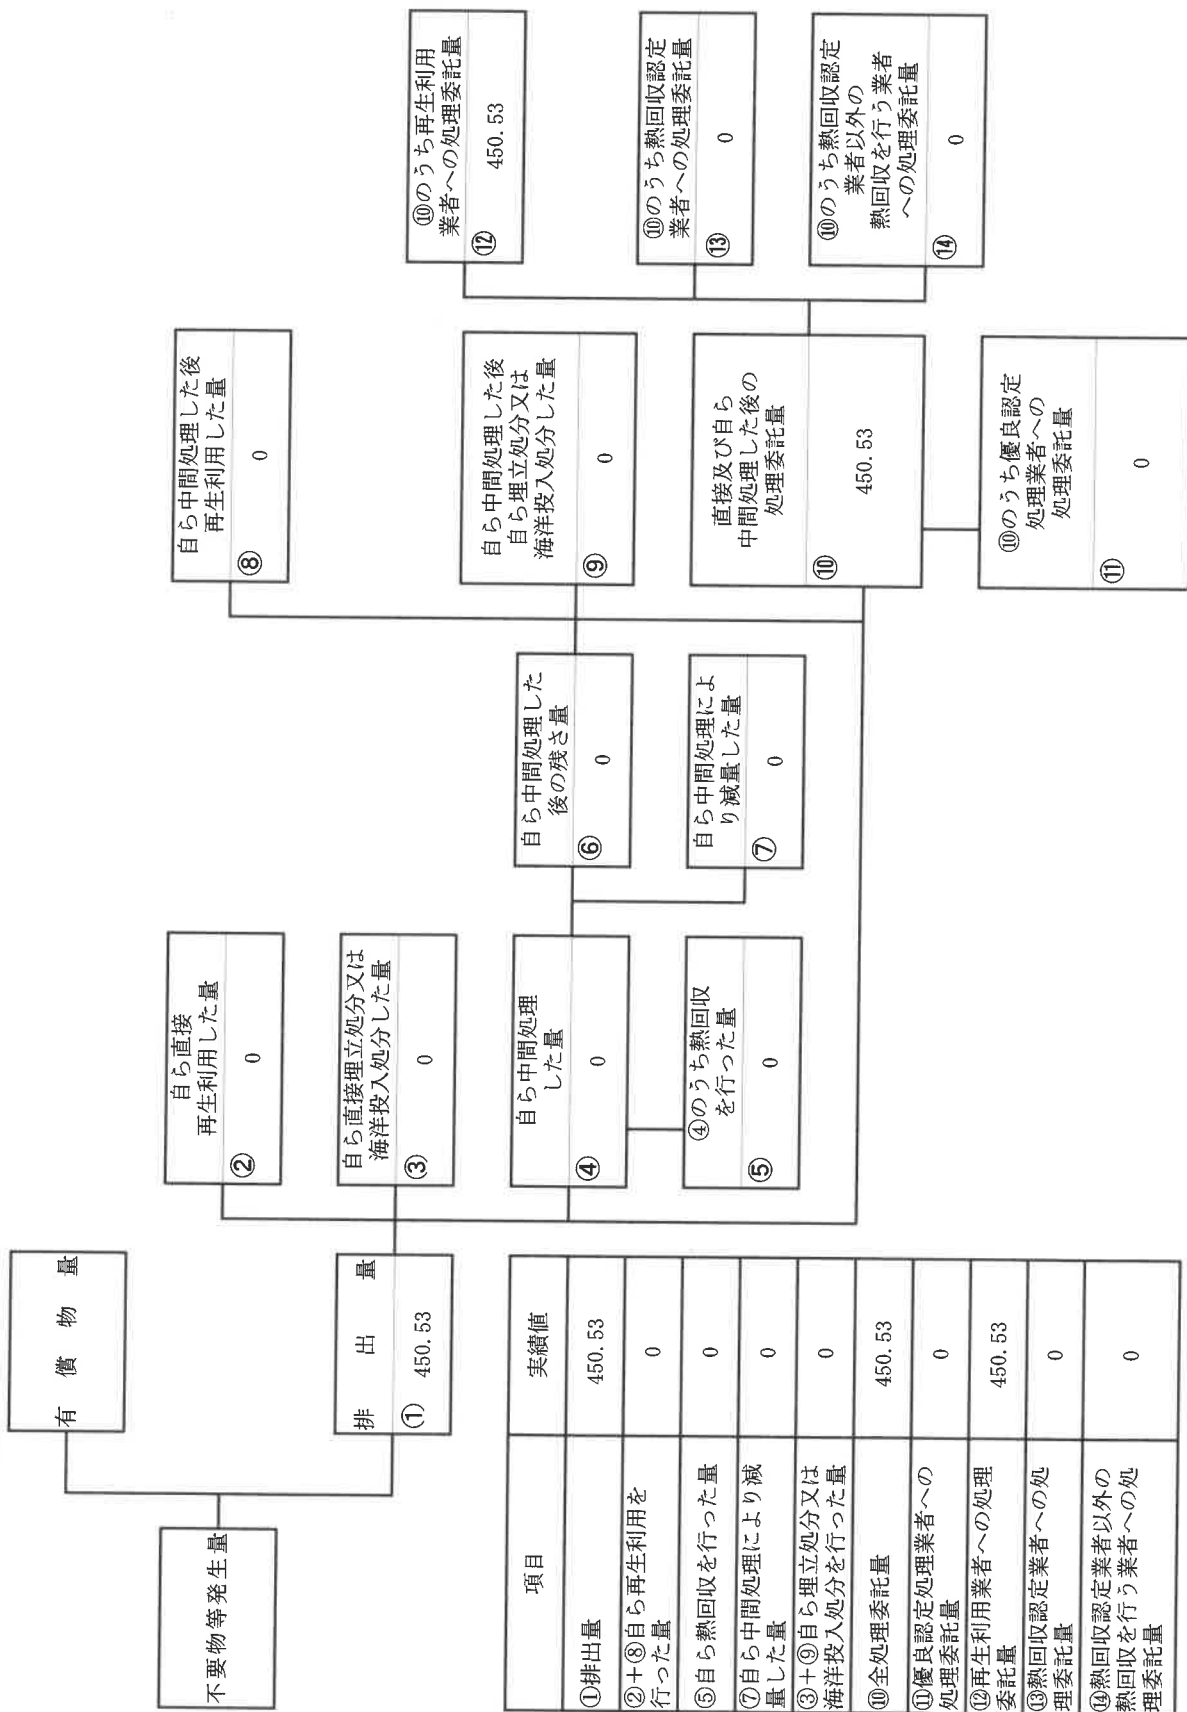 不要物等発生量
有償物量
排出量
① 450.53
自ら直接
再生利用した量
② 0
自ら直接埋立処分又は
海洋投入処分した量
③ 0
自ら中間処理
した量
④ 0
④のうち熱回収
を行った量
⑤ 0
自ら中間処理した
後の残さ量
⑥ 0
自ら中間処理によ
り減量した量
⑦ 0
自ら中間処理した後
再生利用した量
⑧ 0
自ら中間処理した後
自ら埋立処分又は
海洋投入処分した量
⑨ 0
直接及び自ら
中間処理した後の
処理委託量
⑩ 450.53
⑩のうち優良認定
処理業者への
処理委託量
⑪ 0
⑩のうち再生利用
業者への処理委託量
⑫ 450.53
⑩のうち熱回収認定
業者への処理委託量
⑬ 0
⑩のうち熱回収認定
業者以外の
熱回収を行う業者
への処理委託量
⑭ 0
項目 実績値
①排出量 450.53
②+⑧自ら再生利用を
行った量 0
⑤自ら熱回収を行った量 0
⑦自ら中間処理により減
量した量 0
③+⑨自ら埋立処分又は
海洋投入処分を行った量 0
⑩全処理委託量 450.53
⑪優良認定処理業者への
処理委託量 0
⑫再生利用業者への処理
委託量 450.53
⑬熱回収認定業者への処
理委託量 0
⑭熱回収認定業者以外の
熱回収を行う業者への処
理委託量 0